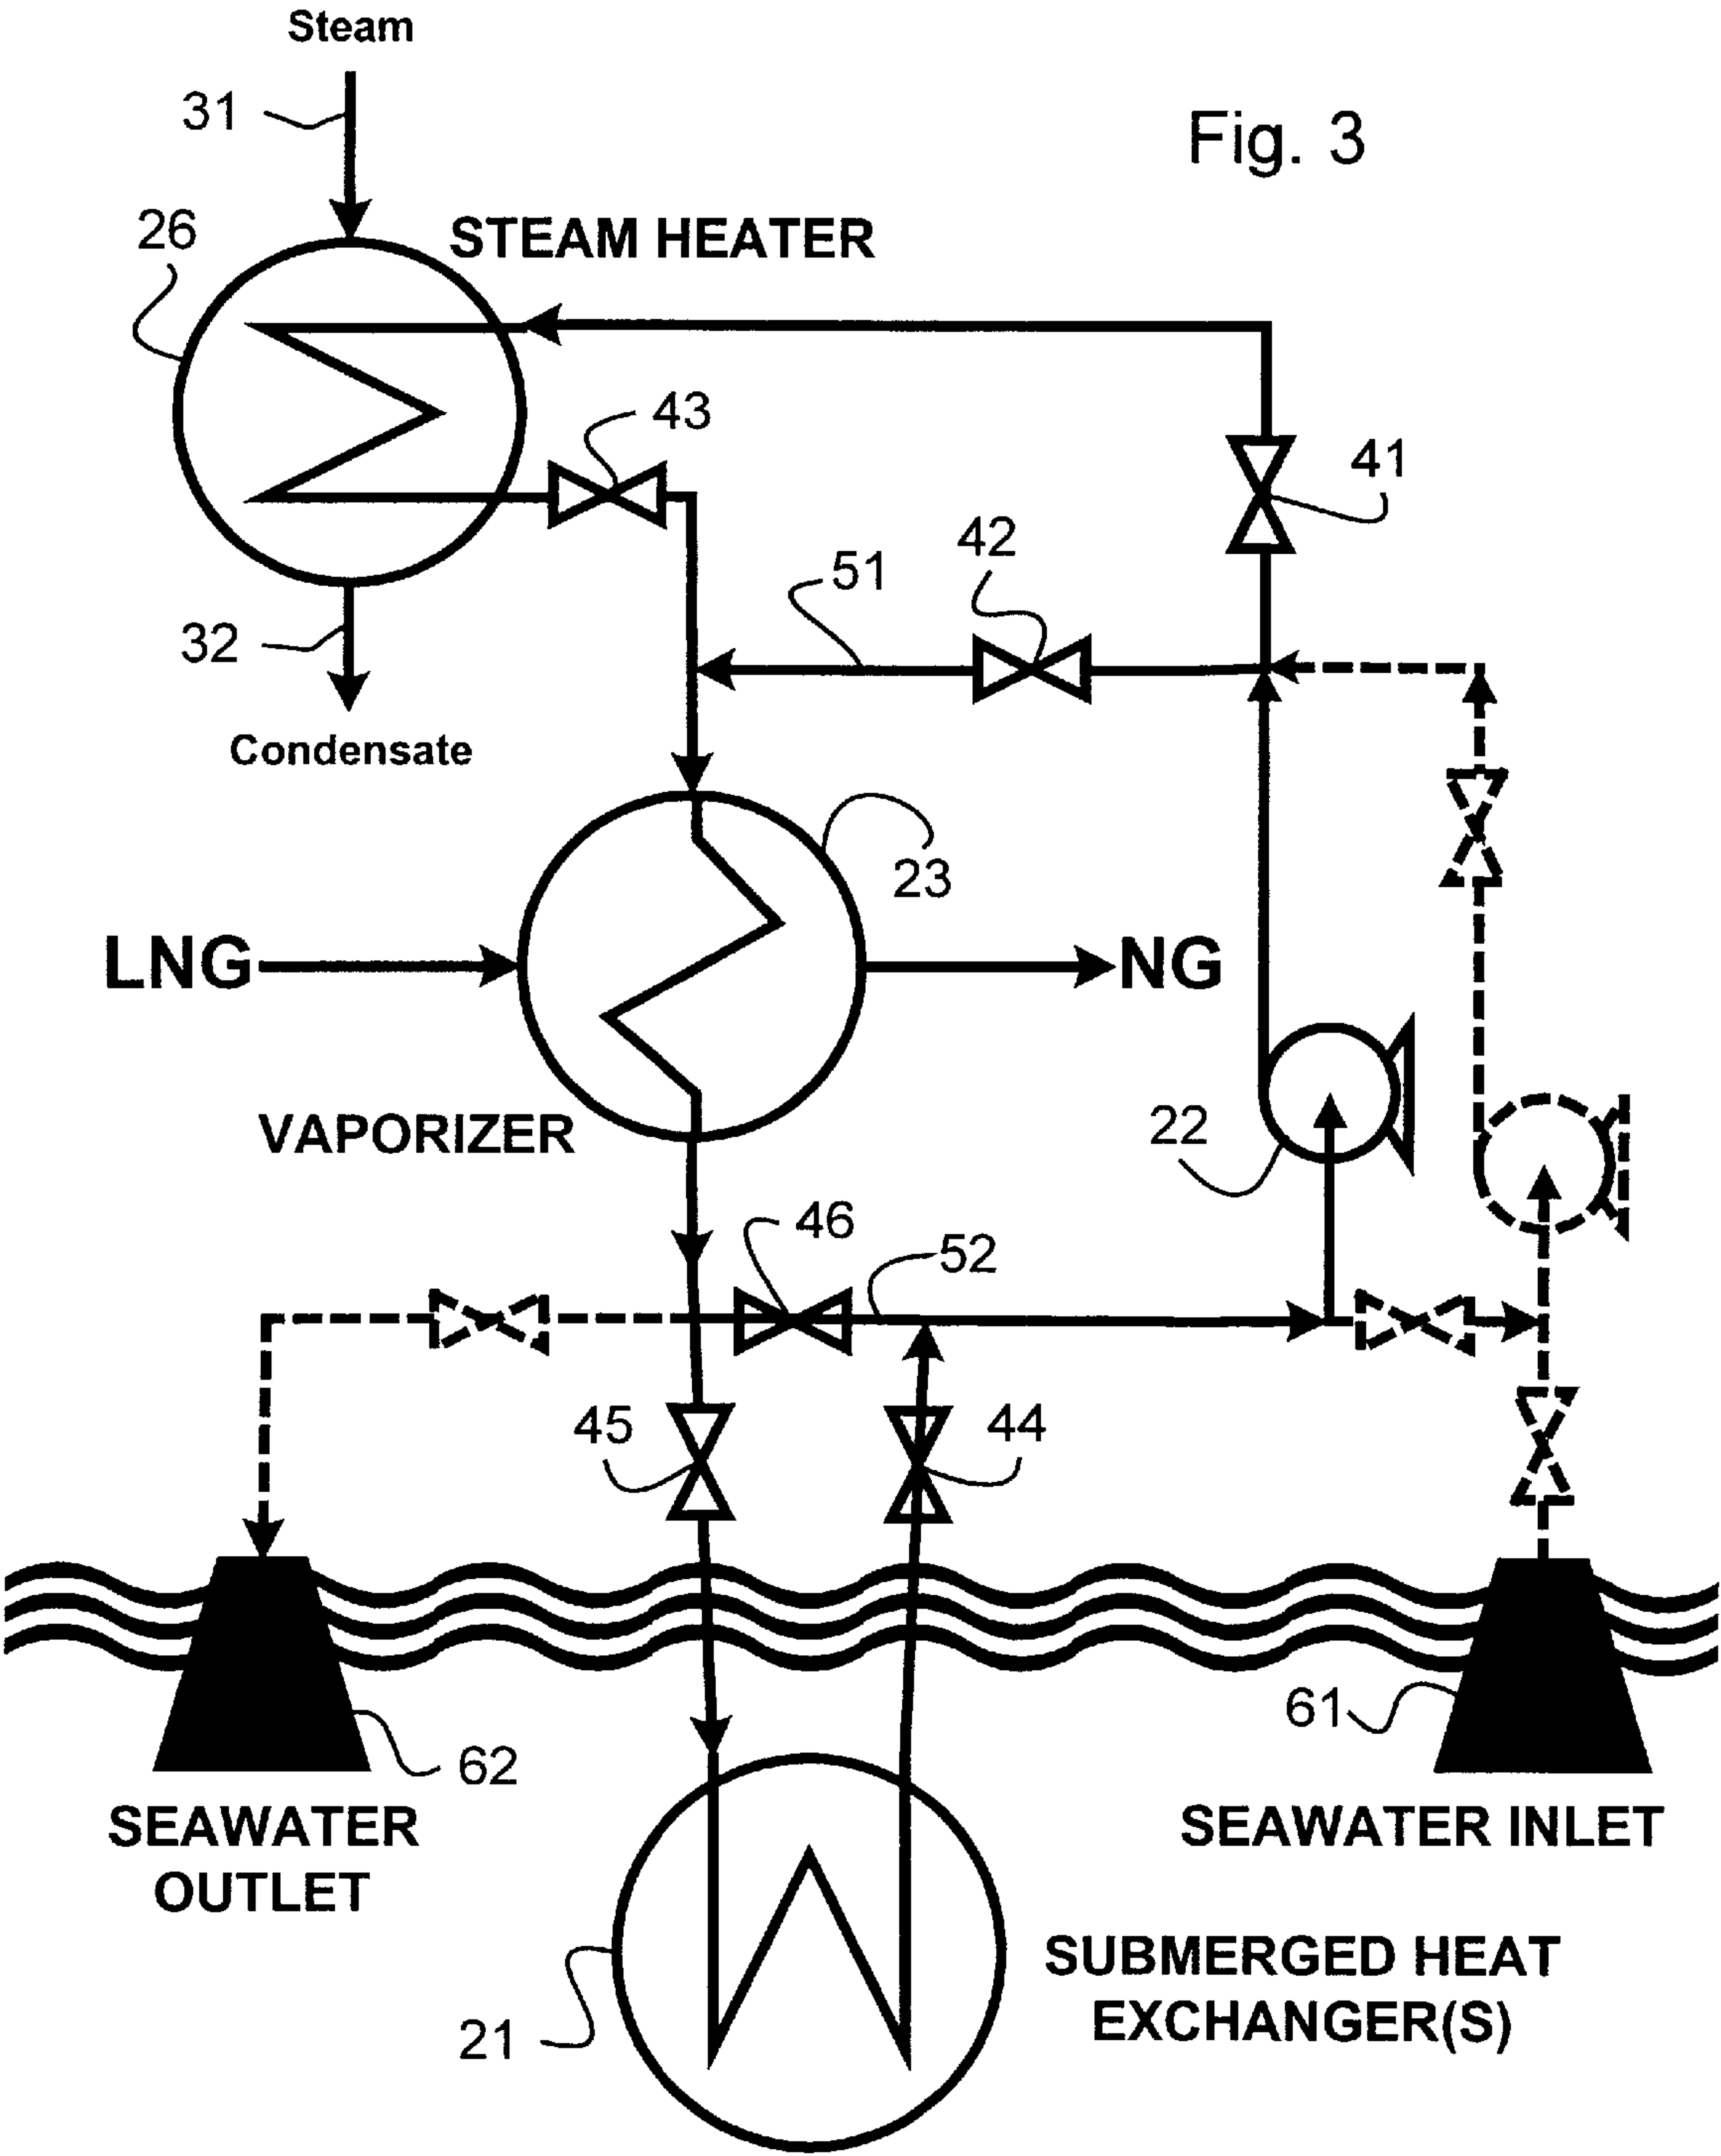 Steam
31
Fig. 3
26
STEAM HEATER
43
41
42
51
32
Condensate
23
LNG
NG
22
VAPORIZER
46
52
45
44
61
62
SEAWATER
OUTLET
SEAWATER INLET
21
SUBMERGED HEAT
EXCHANGER(S)